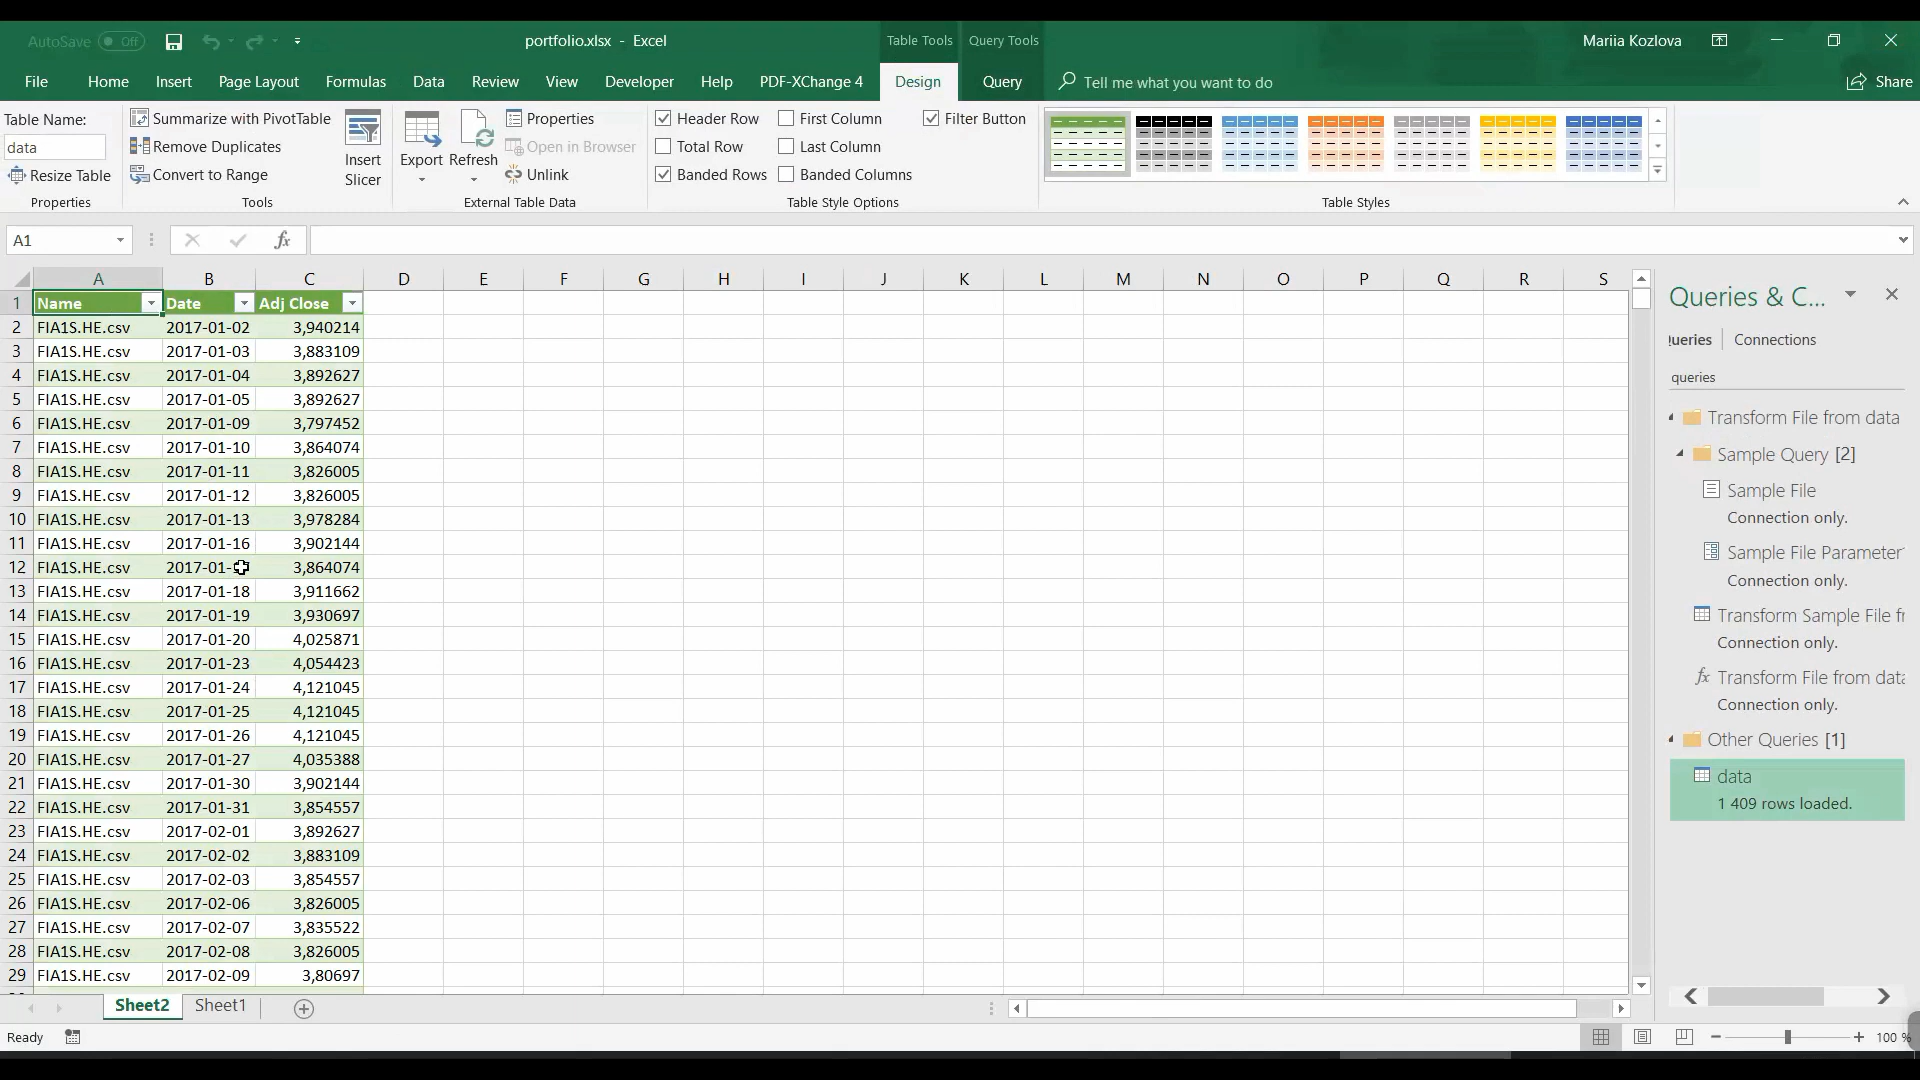 AutoSave Off portfolio.xlsx - Excel Table Tools Query Tools Mariia Kozlova
File Home Insert Page Layout Formulas Data Review View Developer Help PDF-XChange 4 Design Query Tell me what you want to do Share
Table Name:
data
Resize Table
Properties
Summarize with PivotTable
Remove Duplicates
Convert to Range
Tools
Insert
Slicer
Export
Refresh
Properties
Open in Browser
Unlink
External Table Data
Header Row First Column Filter Button
Total Row Last Column
Banded Rows Banded Columns
Table Style Options
Table Styles
A1 fx
A B C D E F G H I J K L M N O P Q R S
1 Name Date Adj Close
2 FIA1S.HE.csv 2017-01-02 3,940214
3 FIA1S.HE.csv 2017-01-03 3,883109
4 FIA1S.HE.csv 2017-01-04 3,892627
5 FIA1S.HE.csv 2017-01-05 3,892627
6 FIA1S.HE.csv 2017-01-09 3,797452
7 FIA1S.HE.csv 2017-01-10 3,864074
8 FIA1S.HE.csv 2017-01-11 3,826005
9 FIA1S.HE.csv 2017-01-12 3,826005
10 FIA1S.HE.csv 2017-01-13 3,978284
11 FIA1S.HE.csv 2017-01-16 3,902144
12 FIA1S.HE.csv 2017-01- 3,864074
13 FIA1S.HE.csv 2017-01-18 3,911662
14 FIA1S.HE.csv 2017-01-19 3,930697
15 FIA1S.HE.csv 2017-01-20 4,025871
16 FIA1S.HE.csv 2017-01-23 4,054423
17 FIA1S.HE.csv 2017-01-24 4,121045
18 FIA1S.HE.csv 2017-01-25 4,121045
19 FIA1S.HE.csv 2017-01-26 4,121045
20 FIA1S.HE.csv 2017-01-27 4,035388
21 FIA1S.HE.csv 2017-01-30 3,902144
22 FIA1S.HE.csv 2017-01-31 3,854557
23 FIA1S.HE.csv 2017-02-01 3,892627
24 FIA1S.HE.csv 2017-02-02 3,883109
25 FIA1S.HE.csv 2017-02-03 3,854557
26 FIA1S.HE.csv 2017-02-06 3,826005
27 FIA1S.HE.csv 2017-02-07 3,835522
28 FIA1S.HE.csv 2017-02-08 3,826005
29 FIA1S.HE.csv 2017-02-09 3,80697
Queries & C...
ueries Connections
queries
Transform File from data
Sample Query [2]
Sample File
Connection only.
Sample File Parameter
Connection only.
Transform Sample File fr
Connection only.
fx Transform File from data
Connection only.
Other Queries [1]
data
1 409 rows loaded.
Sheet2 Sheet1
Ready 100 %